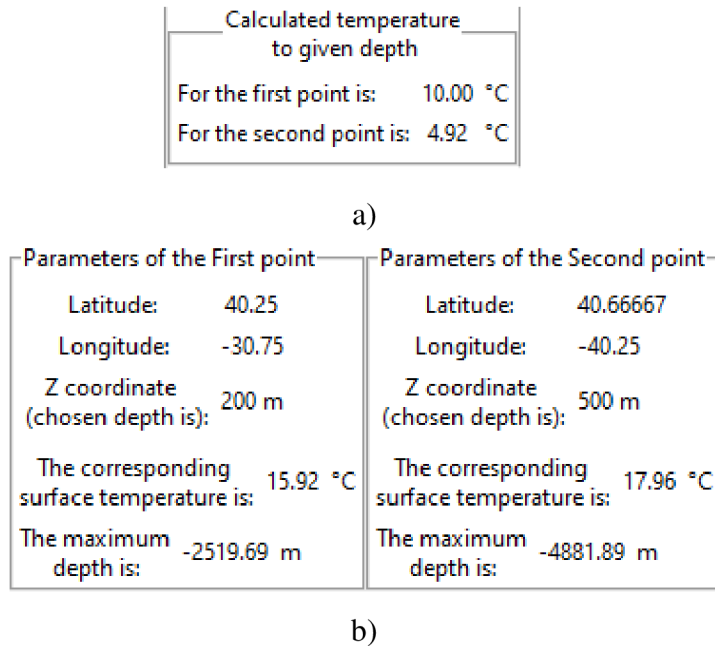 Calculated temperature
to given depth
For the first point is: 10.00 °C
For the second point is: 4.92 °C
a)
Parameters of the First point
Latitude: 40.25
Longitude: -30.75
Z coordinate
(chosen depth is): 200 m
The corresponding
surface temperature is: 15.92 °C
The maximum
depth is: -2519.69 m
Parameters of the Second point
Latitude: 40.66667
Longitude: -40.25
Z coordinate
(chosen depth is): 500 m
The corresponding
surface temperature is: 17.96 °C
The maximum
depth is: -4881.89 m
b)